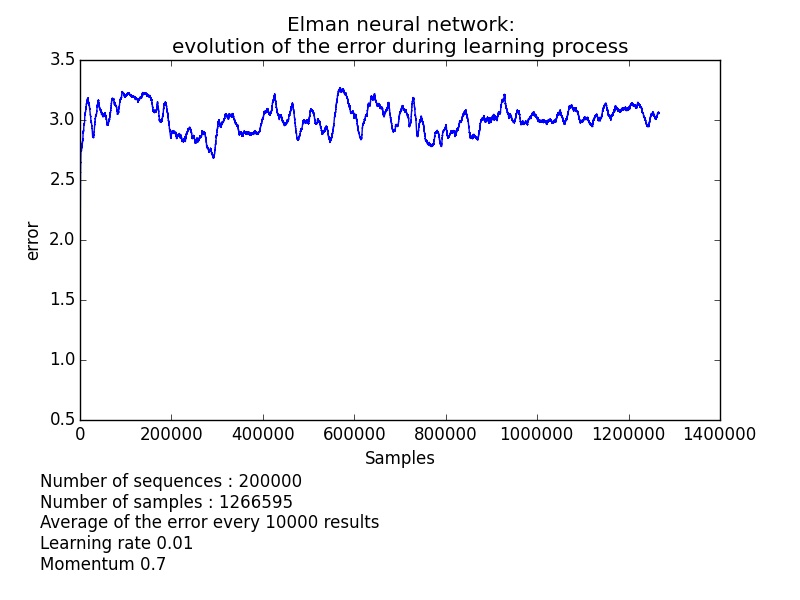 Elman neural network:
evolution of the error during learning process
3.5
3.0
2.5
2.0
1.5
1.0
0.5
error
0 200000 400000 600000 800000 1000000 1200000 1400000
Samples
Number of sequences : 200000
Number of samples : 1266595
Average of the error every 10000 results
Learning rate 0.01
Momentum 0.7